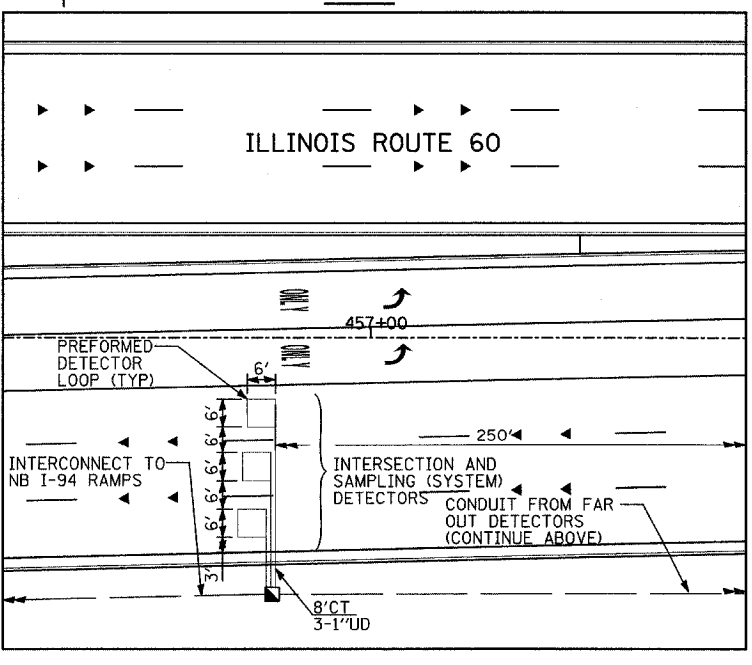 ILLINOIS ROUTE 60
ONLY
457+00
ONLY
PREFORMED
DETECTOR
LOOP (TYP)
6'
6'
6'
6'
6'
6'
3'
250'
INTERCONNECT TO
NB I-94 RAMPS
INTERSECTION AND
SAMPLING (SYSTEM)
DETECTORS
CONDUIT FROM FAR
OUT DETECTORS
(CONTINUE ABOVE)
8'CT
3-1"UD